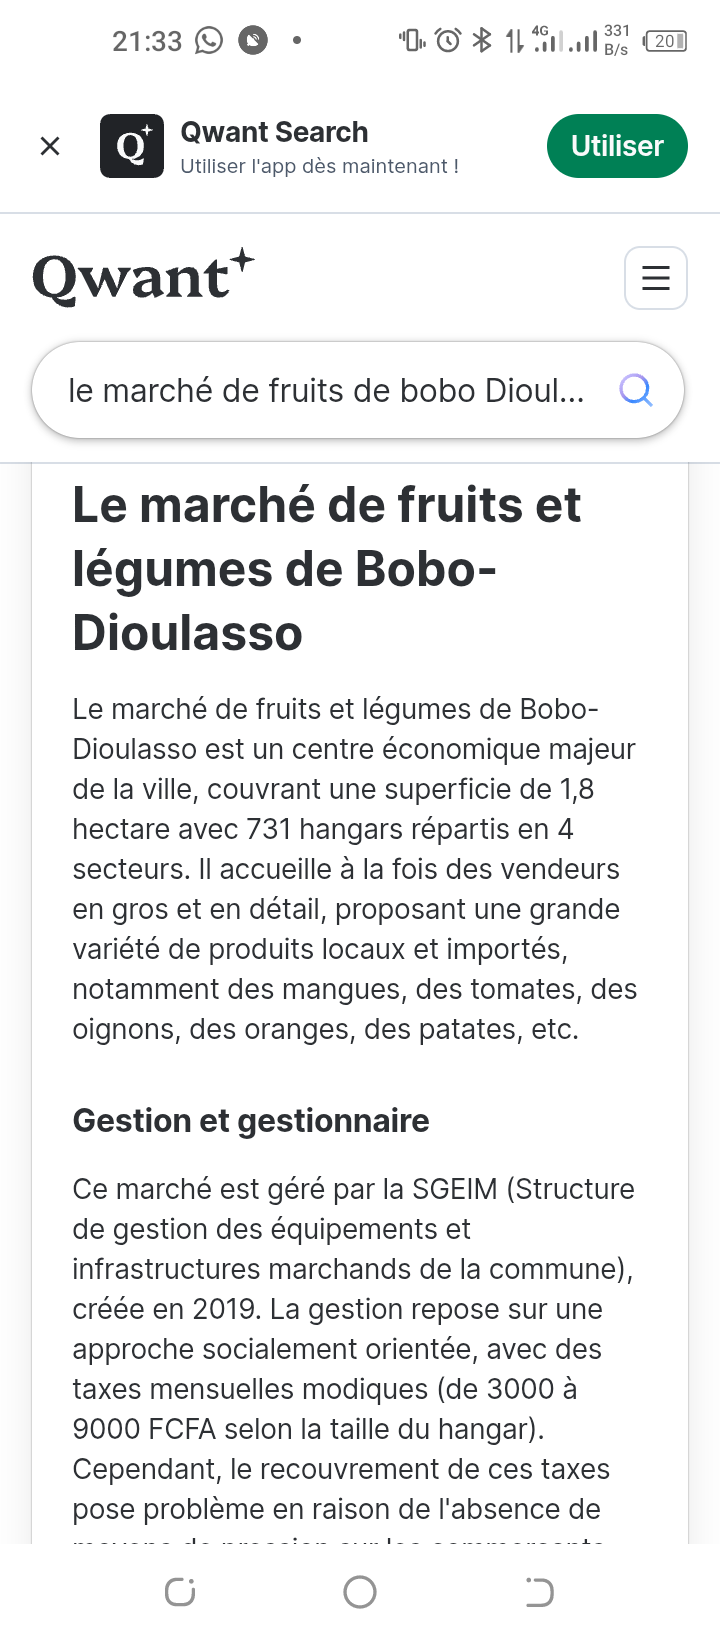 21:33
4G
331
B/s
20
Qwant Search
Utiliser l'app dès maintenant !
Utiliser
Qwant
le marché de fruits de bobo Dioul...
Le marché de fruits et
légumes de Bobo-
Dioulasso
Le marché de fruits et légumes de Bobo-
Dioulasso est un centre économique majeur
de la ville, couvrant une superficie de 1,8
hectare avec 731 hangars répartis en 4
secteurs. Il accueille à la fois des vendeurs
en gros et en détail, proposant une grande
variété de produits locaux et importés,
notamment des mangues, des tomates, des
oignons, des oranges, des patates, etc.
Gestion et gestionnaire
Ce marché est géré par la SGEIM (Structure
de gestion des équipements et
infrastructures marchands de la commune),
créée en 2019. La gestion repose sur une
approche socialement orientée, avec des
taxes mensuelles modiques (de 3000 à
9000 FCFA selon la taille du hangar).
Cependant, le recouvrement de ces taxes
pose problème en raison de l'absence de